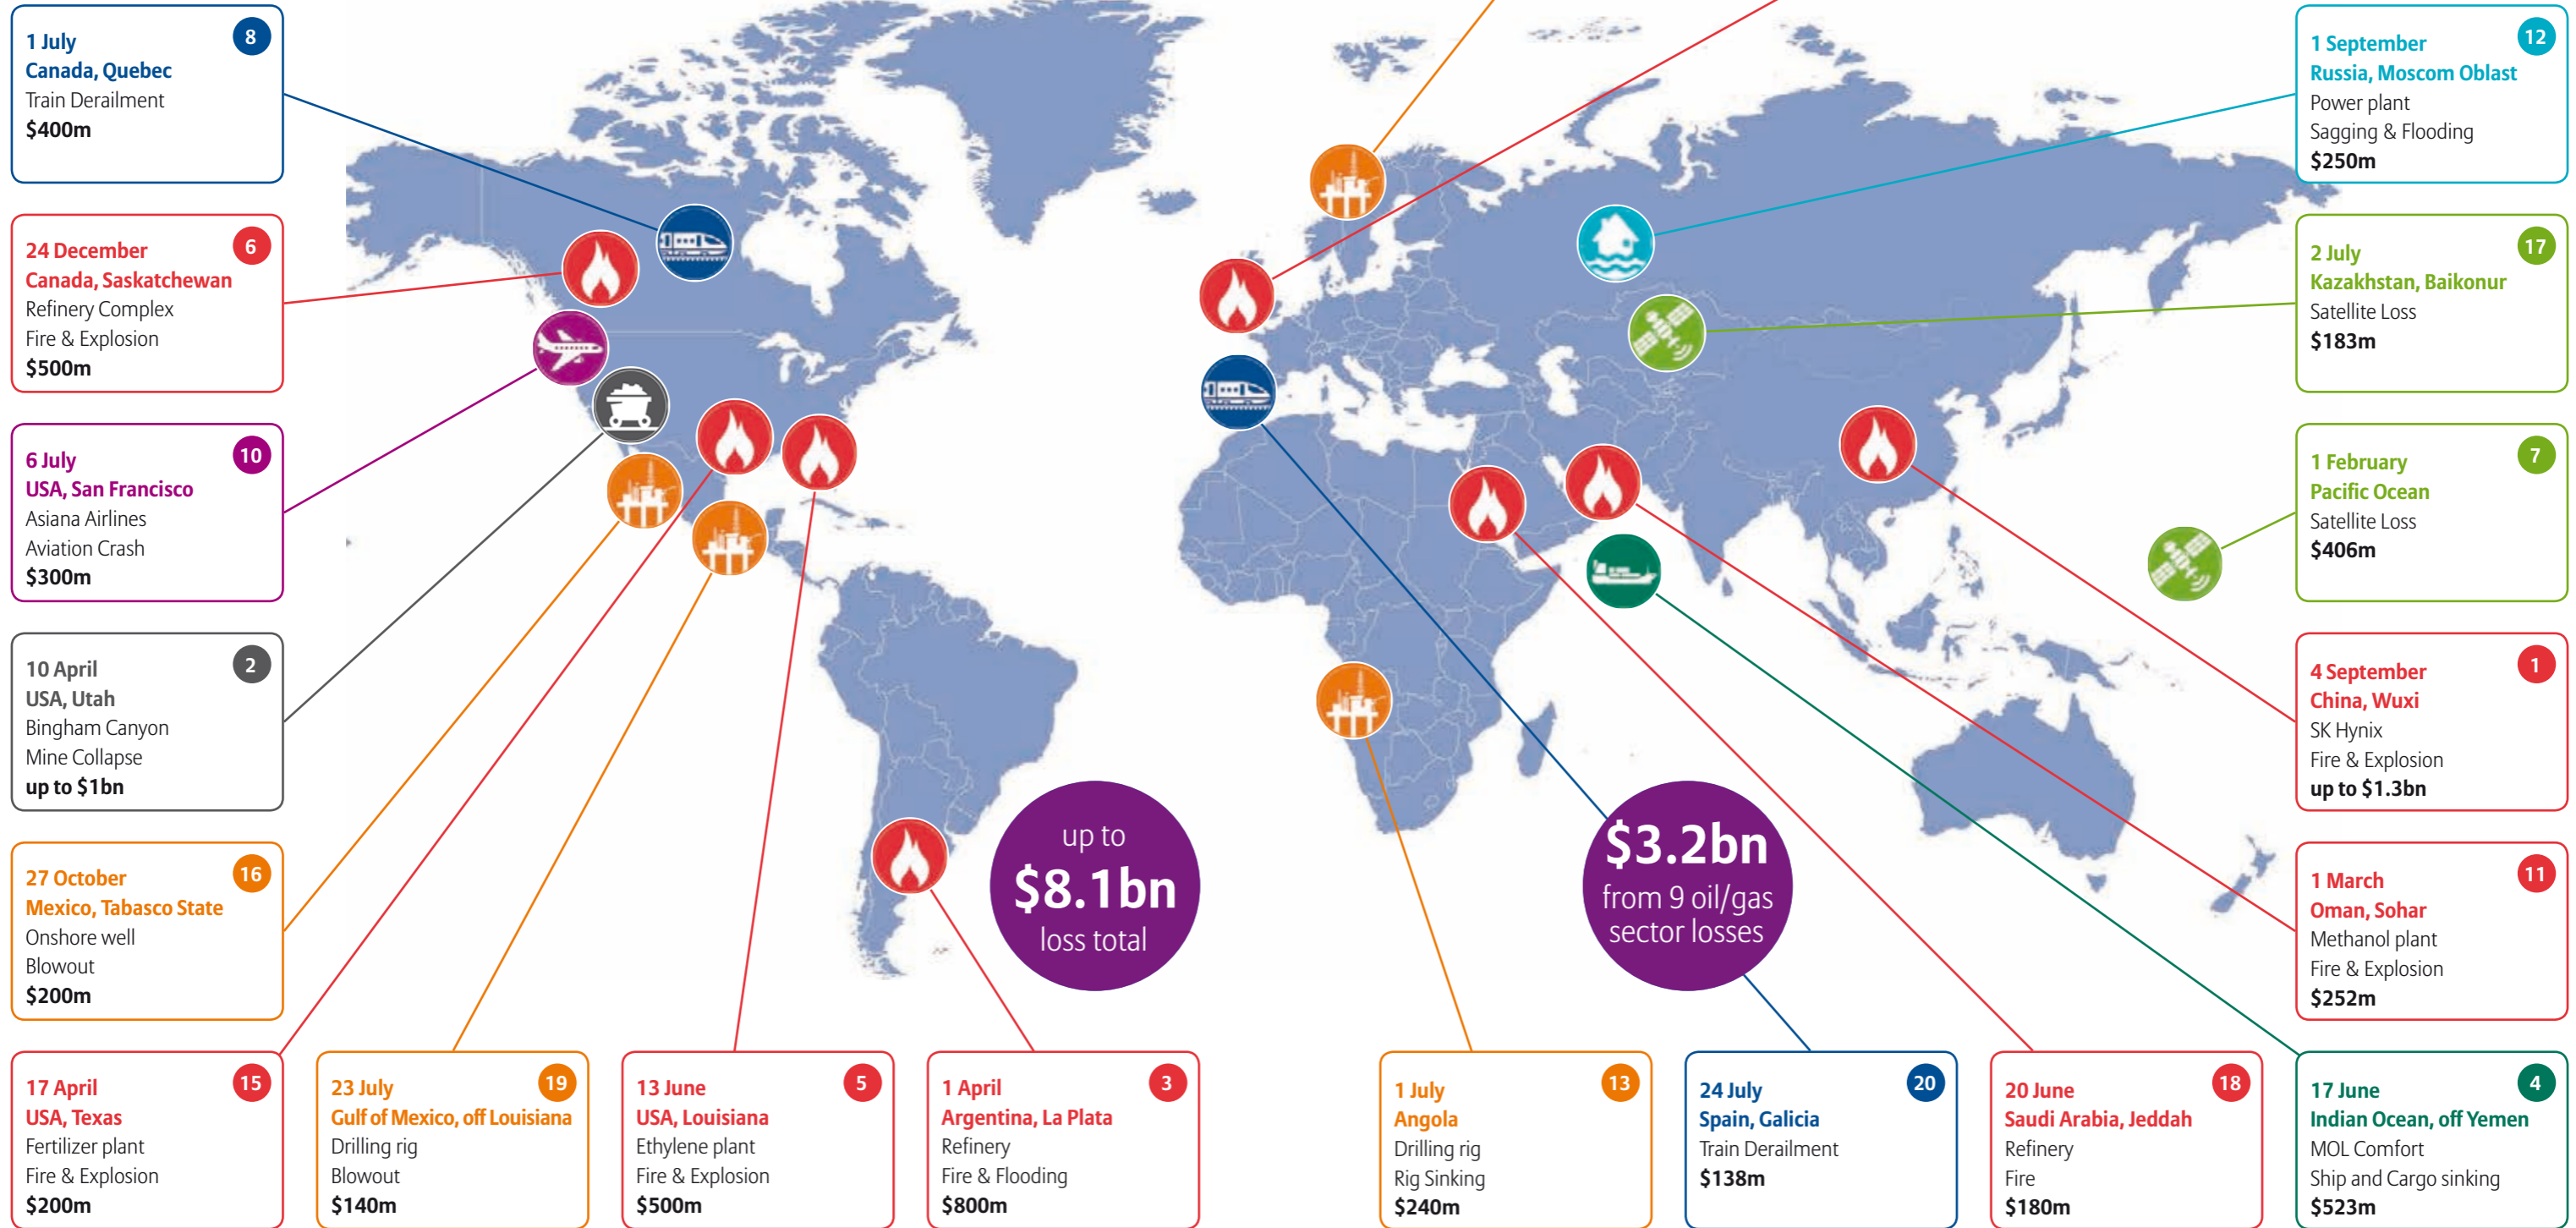 8
1 July
Canada, Quebec
Train Derailment
$400m
6
24 December
Canada, Saskatchewan
Refinery Complex
Fire & Explosion
$500m
10
6 July
USA, San Francisco
Asiana Airlines
Aviation Crash
$300m
2
10 April
USA, Utah
Bingham Canyon
Mine Collapse
up to $1bn
16
27 October
Mexico, Tabasco State
Onshore well
Blowout
$200m
15
17 April
USA, Texas
Fertilizer plant
Fire & Explosion
$200m
19
23 July
Gulf of Mexico, off Louisiana
Drilling rig
Blowout
$140m
5
13 June
USA, Louisiana
Ethylene plant
Fire & Explosion
$500m
3
1 April
Argentina, La Plata
Refinery
Fire & Flooding
$800m
up to
$8.1bn
loss total
$3.2bn
from 9 oil/gas
sector losses
13
1 July
Angola
Drilling rig
Rig Sinking
$240m
20
24 July
Spain, Galicia
Train Derailment
$138m
18
20 June
Saudi Arabia, Jeddah
Refinery
Fire
$180m
12
1 September
Russia, Moscom Oblast
Power plant
Sagging & Flooding
$250m
17
2 July
Kazakhstan, Baikonur
Satellite Loss
$183m
7
1 February
Pacific Ocean
Satellite Loss
$406m
1
4 September
China, Wuxi
SK Hynix
Fire & Explosion
up to $1.3bn
11
1 March
Oman, Sohar
Methanol plant
Fire & Explosion
$252m
4
17 June
Indian Ocean, off Yemen
MOL Comfort
Ship and Cargo sinking
$523m